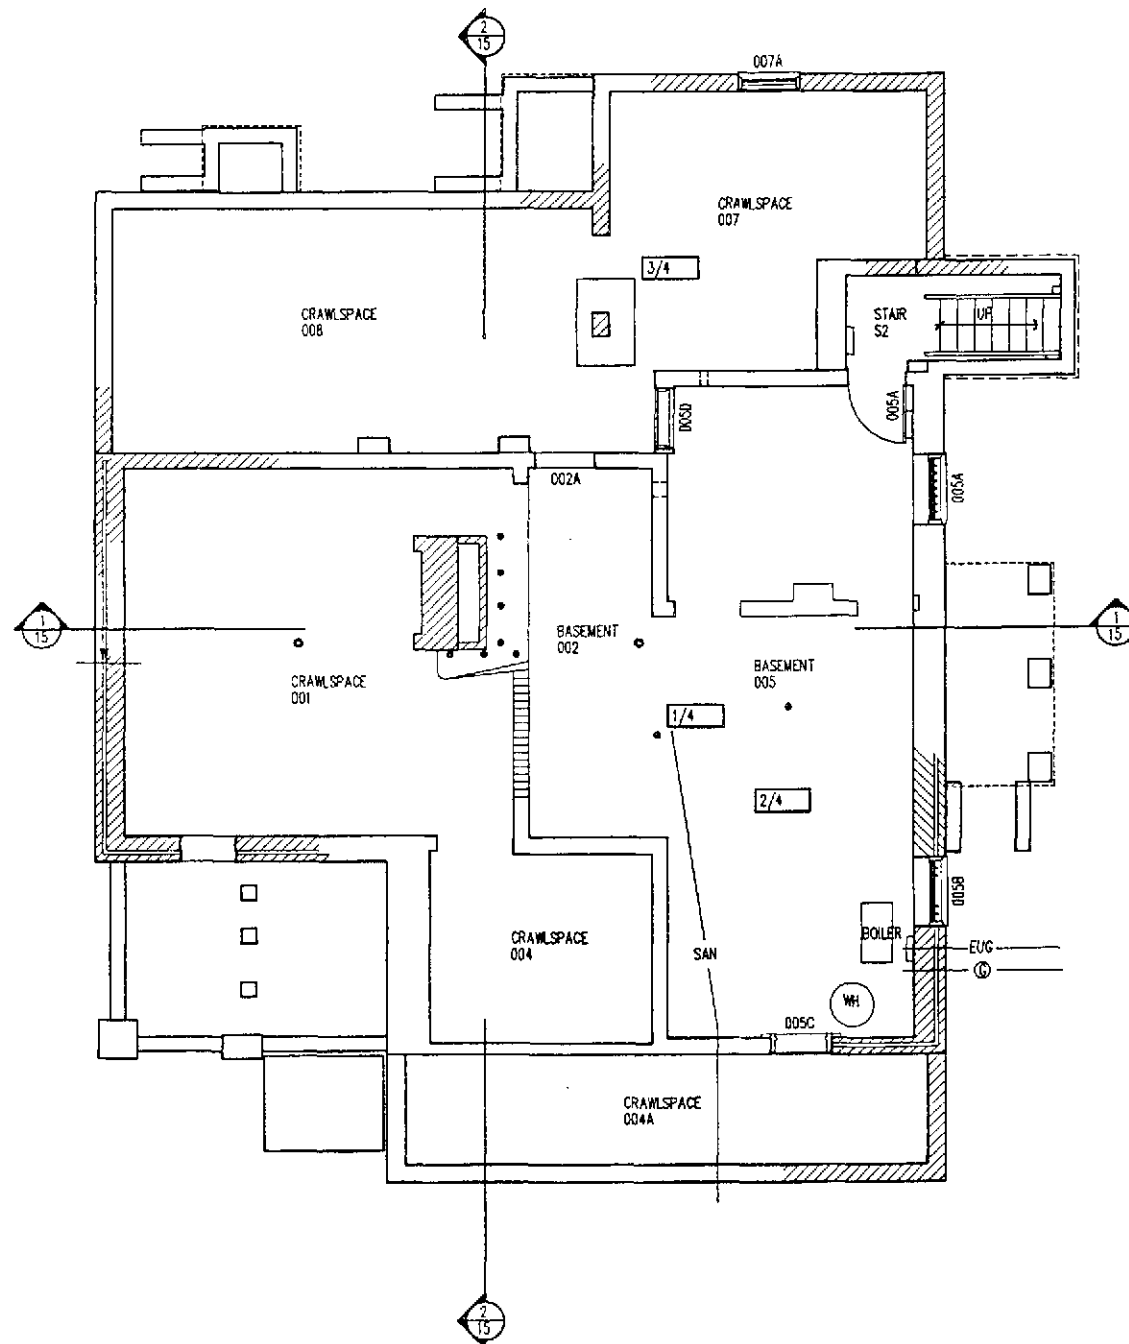 2
15
007A
CRAWLSPACE
007
3/4
CRAWLSPACE
008
STAIR
S2
UP
005D
005A
002A
005A
1
15
BASEMENT
002
1
15
BASEMENT
005
CRAWLSPACE
001
1/4
2/4
005B
BOILER
CRAWLSPACE
004
SAN
EUG
G
WH
005C
CRAWLSPACE
004A
2
15